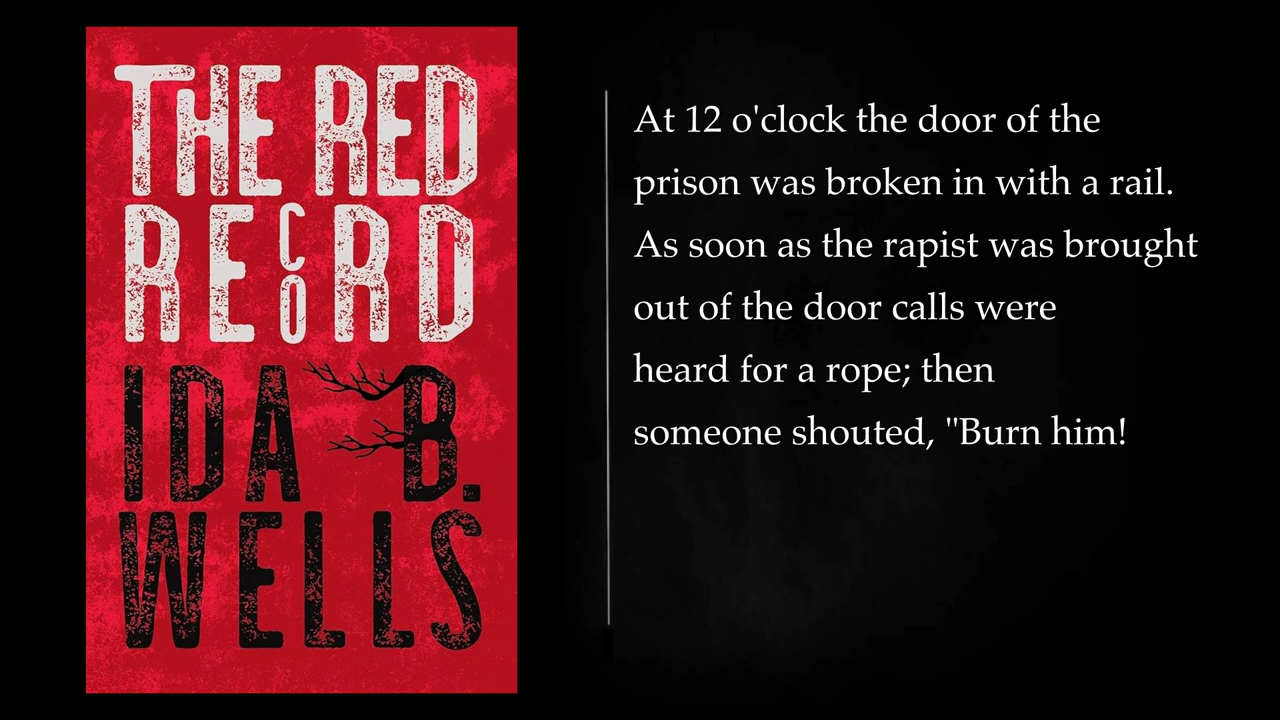 THE RED
RECORD
IDA B.
WELLS
At 12 o'clock the door of the
prison was broken in with a rail.
As soon as the rapist was brought
out of the door calls were
heard for a rope; then
someone shouted, "Burn him!